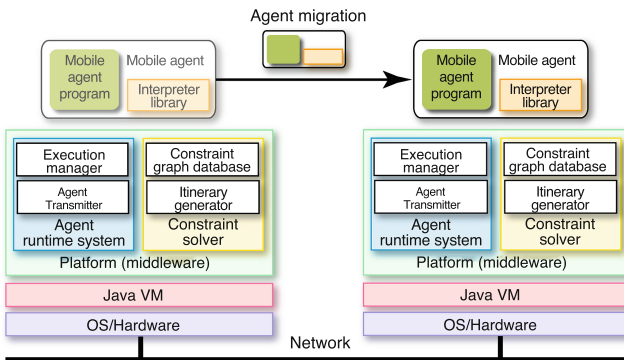 Agent migration
Mobile
agent
program
Mobile agent
Interpreter
library
Mobile
agent
program
Mobile agent
Interpreter
library
Execution
manager
Agent
Transmitter
Agent
runtime system
Constraint
graph database
Itinerary
generator
Constraint
solver
Platform (middleware)
Java VM
OS/Hardware
Execution
manager
Agent
Transmitter
Agent
runtime system
Constraint
graph database
Itinerary
generator
Constraint
solver
Platform (middleware)
Java VM
OS/Hardware
Network